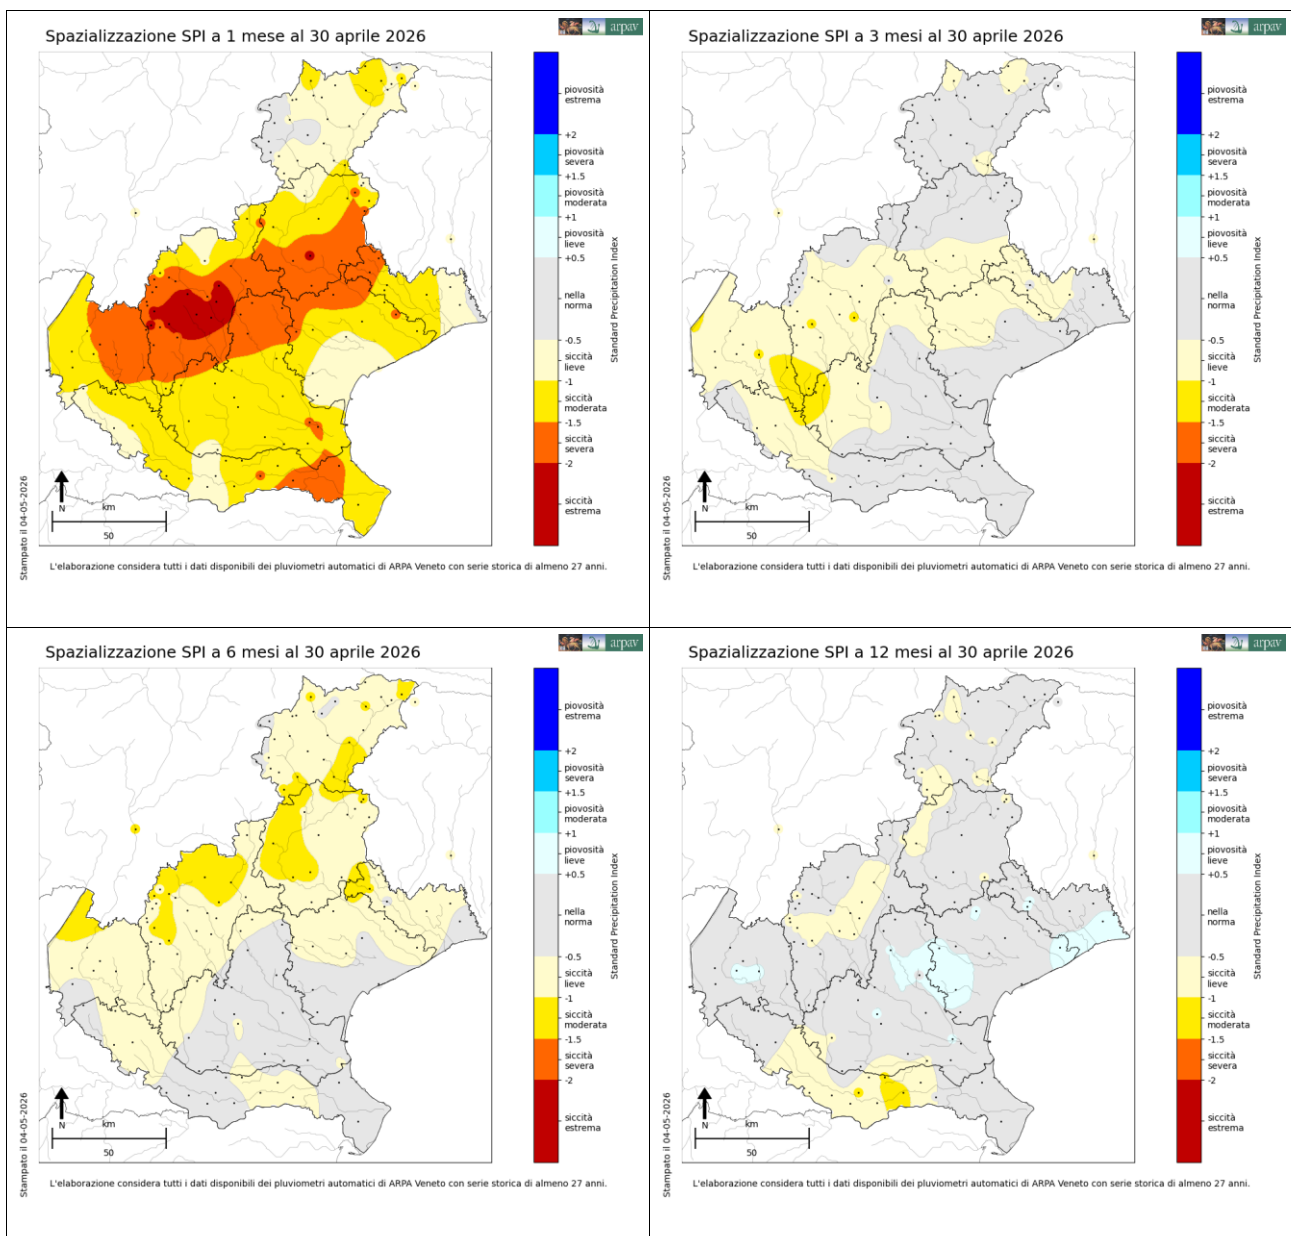 arpav
Spazializzazione SPI a 1 mese al 30 aprile 2026
piovosità
estrema
+2
piovosità
severa
+1.5
piovosità
moderata
+1
piovosità
lieve
+0.5
nella
norma
-0.5
siccità
lieve
-1
siccità
moderata
-1.5
siccità
severa
-2
siccità
estrema
Standard Precipitation Index
N
km
50
Stampato il 04-05-2026
L'elaborazione considera tutti i dati disponibili dei pluviometri automatici di ARPA Veneto con serie storica di almeno 27 anni.
arpav
Spazializzazione SPI a 3 mesi al 30 aprile 2026
piovosità
estrema
+2
piovosità
severa
+1.5
piovosità
moderata
+1
piovosità
lieve
+0.5
nella
norma
-0.5
siccità
lieve
-1
siccità
moderata
-1.5
siccità
severa
-2
siccità
estrema
Standard Precipitation Index
N
km
50
Stampato il 04-05-2026
L'elaborazione considera tutti i dati disponibili dei pluviometri automatici di ARPA Veneto con serie storica di almeno 27 anni.
arpav
Spazializzazione SPI a 6 mesi al 30 aprile 2026
piovosità
estrema
+2
piovosità
severa
+1.5
piovosità
moderata
+1
piovosità
lieve
+0.5
nella
norma
-0.5
siccità
lieve
-1
siccità
moderata
-1.5
siccità
severa
-2
siccità
estrema
Standard Precipitation Index
N
km
50
Stampato il 04-05-2026
L'elaborazione considera tutti i dati disponibili dei pluviometri automatici di ARPA Veneto con serie storica di almeno 27 anni.
arpav
Spazializzazione SPI a 12 mesi al 30 aprile 2026
piovosità
estrema
+2
piovosità
severa
+1.5
piovosità
moderata
+1
piovosità
lieve
+0.5
nella
norma
-0.5
siccità
lieve
-1
siccità
moderata
-1.5
siccità
severa
-2
siccità
estrema
Standard Precipitation Index
N
km
50
Stampato il 04-05-2026
L'elaborazione considera tutti i dati disponibili dei pluviometri automatici di ARPA Veneto con serie storica di almeno 27 anni.